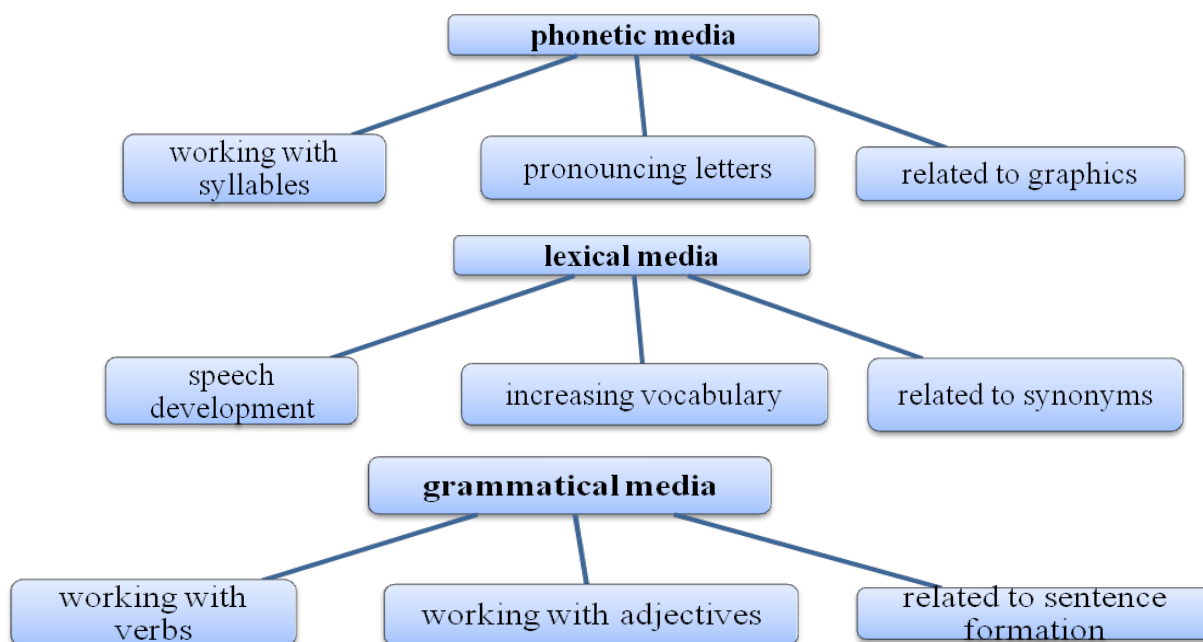 phonetic media
working with
syllables
pronouncing letters
related to graphics
lexical media
speech
development
increasing vocabulary
related to synonyms
grammatical media
working with
verbs
working with adjectives
related to sentence
formation